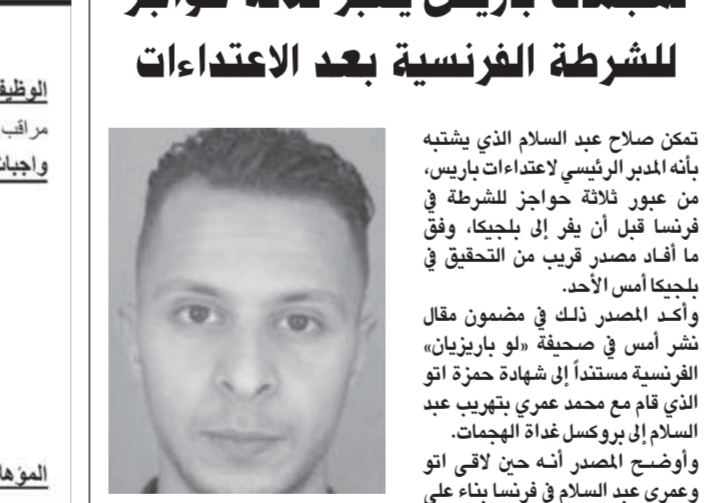 للشرطة الفرنسية بعد الاعتداءات
تمكن صلاح عبد السلام الذي يشتبه
بأنه المدبر الرئيسي لاعتداءات باريس،
من عبور ثلاثة حواجز للشرطة في
فرنسا قبل أن يفر إلى بلجيكا، وفق
ما أفاد مصدر قريب من التحقيق في
بلجيكا أمس الأحد.
وأكد المصدر ذلك في مضمون مقال
نشر أمس في صحيفة «لو باريزيان»
الفرنسية مستنداً إلى شهادة حمزة اتو
الذي قام مع محمد عمري بتهريب عبد
السلام إلى بروكسل غداة الهجمات.
وأوضح المصدر أنه حين لاقى اتو
وعمري عبد السلام في فرنسا بناء على
مراقب